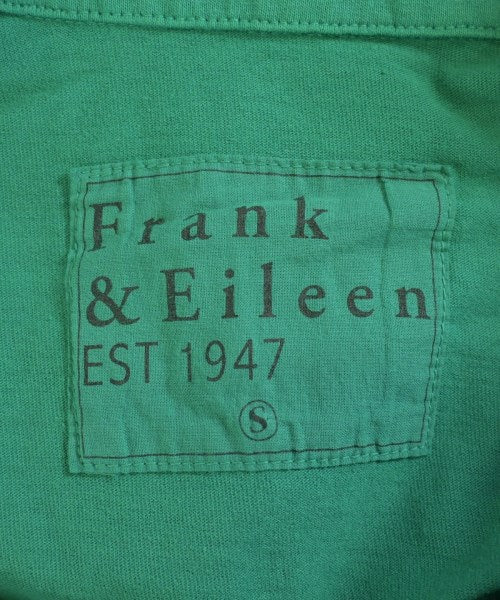 Frank
& Eileen
EST 1947
S